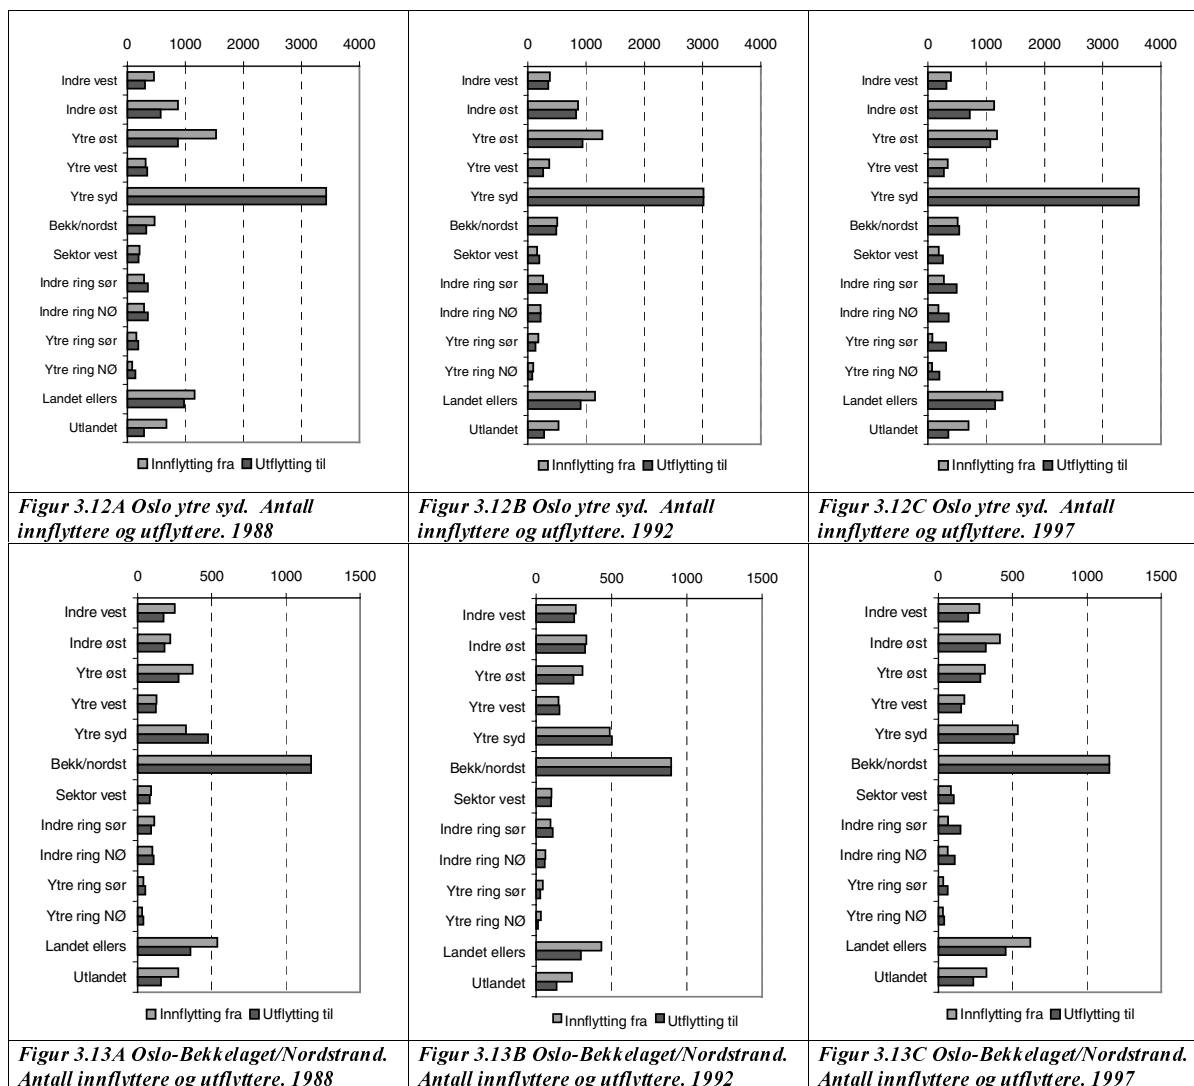 0 1000 2000 3000 4000
Indre vest
Indre øst
Ytre øst
Ytre vest
Ytre syd
Bekk/nordst
Sektor vest
Indre ring sør
Indre ring NØ
Ytre ring sør
Ytre ring NØ
Landet ellers
Utlandet
Innflytting fra Utflytting til
Figur 3.12A Oslo ytre syd. Antall
innflyttere og utflyttere. 1988
0 1000 2000 3000 4000
Indre vest
Indre øst
Ytre øst
Ytre vest
Ytre syd
Bekk/nordst
Sektor vest
Indre ring sør
Indre ring NØ
Ytre ring sør
Ytre ring NØ
Landet ellers
Utlandet
Innflytting fra Utflytting til
Figur 3.12B Oslo ytre syd. Antall
innflyttere og utflyttere. 1992
0 1000 2000 3000 4000
Indre vest
Indre øst
Ytre øst
Ytre vest
Ytre syd
Bekk/nordst
Sektor vest
Indre ring sør
Indre ring NØ
Ytre ring sør
Ytre ring NØ
Landet ellers
Utlandet
Innflytting fra Utflytting til
Figur 3.12C Oslo ytre syd. Antall
innflyttere og utflyttere. 1997
0 500 1000 1500
Indre vest
Indre øst
Ytre øst
Ytre vest
Ytre syd
Bekk/nordst
Sektor vest
Indre ring sør
Indre ring NØ
Ytre ring sør
Ytre ring NØ
Landet ellers
Utlandet
Innflytting fra Utflytting til
Figur 3.13A Oslo-Bekkelaget/Nordstrand.
Antall innflyttere og utflyttere. 1988
0 500 1000 1500
Indre vest
Indre øst
Ytre øst
Ytre vest
Ytre syd
Bekk/nordst
Sektor vest
Indre ring sør
Indre ring NØ
Ytre ring sør
Ytre ring NØ
Landet ellers
Utlandet
Innflytting fra Utflytting til
Figur 3.13B Oslo-Bekkelaget/Nordstrand.
Antall innflyttere og utflyttere. 1992
0 500 1000 1500
Indre vest
Indre øst
Ytre øst
Ytre vest
Ytre syd
Bekk/nordst
Sektor vest
Indre ring sør
Indre ring NØ
Ytre ring sør
Ytre ring NØ
Landet ellers
Utlandet
Innflytting fra Utflytting til
Figur 3.13C Oslo-Bekkelaget/Nordstrand.
Antall innflyttere og utflyttere. 1997